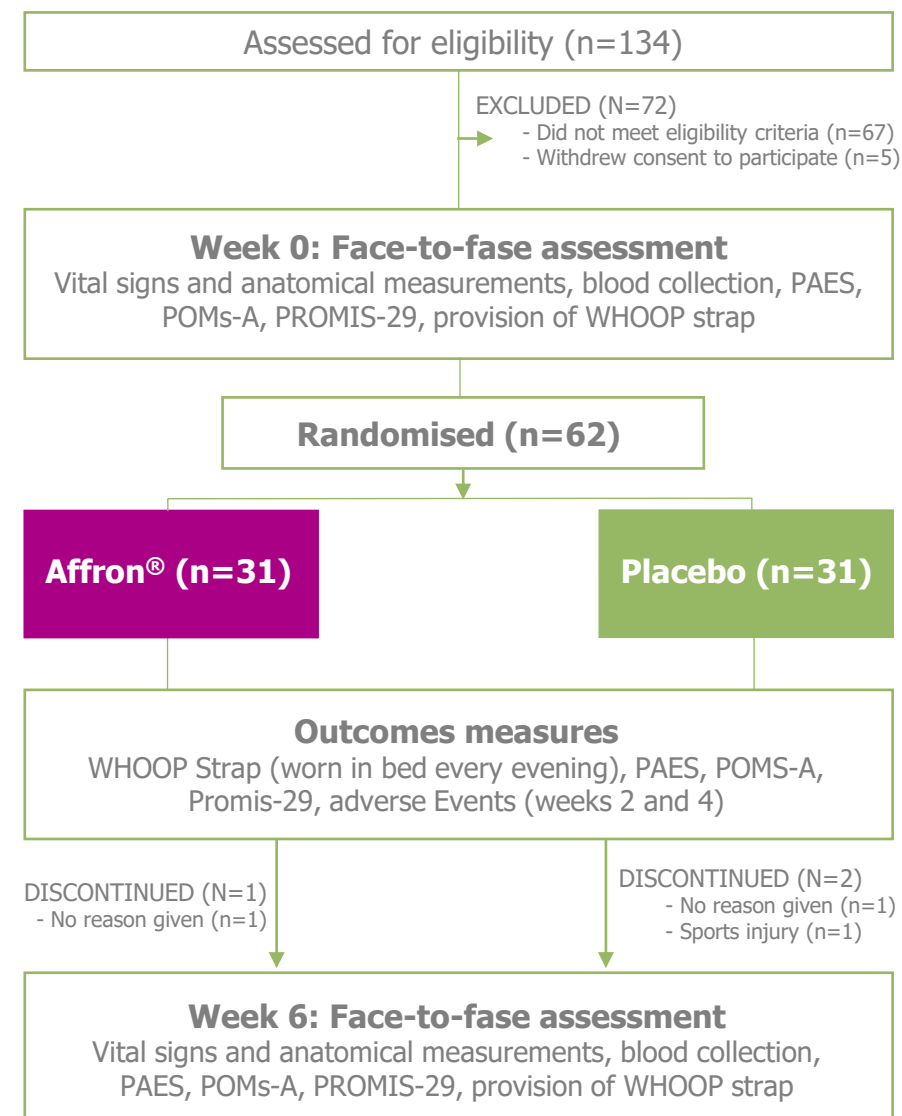 Assessed for eligibility (n=134)
EXCLUDED (N=72)
- Did not meet eligibility criteria (n=67)
- Withdrew consent to participate (n=5)
Week 0: Face-to-fase assessment
Vital signs and anatomical measurements, blood collection, PAES,
POMs-A, PROMIS-29, provision of WHOOP strap
Randomised (n=62)
Affron® (n=31)
Placebo (n=31)
Outcomes measures
WHOOP Strap (worn in bed every evening), PAES, POMS-A,
Promis-29, adverse Events (weeks 2 and 4)
DISCONTINUED (N=1)
- No reason given (n=1)
DISCONTINUED (N=2)
- No reason given (n=1)
- Sports injury (n=1)
Week 6: Face-to-fase assessment
Vital signs and anatomical measurements, blood collection,
PAES, POMs-A, PROMIS-29, provision of WHOOP strap